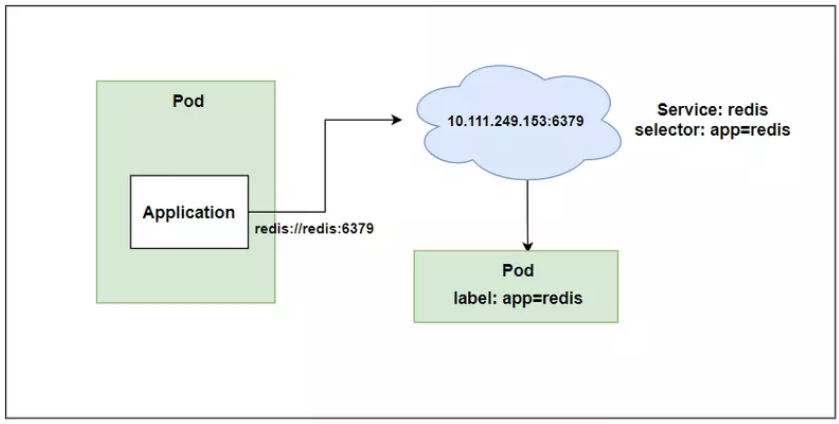 Pod
Application
redis://redis:6379
10.111.249.153:6379
Service: redis
selector: app=redis
Pod
label: app=redis